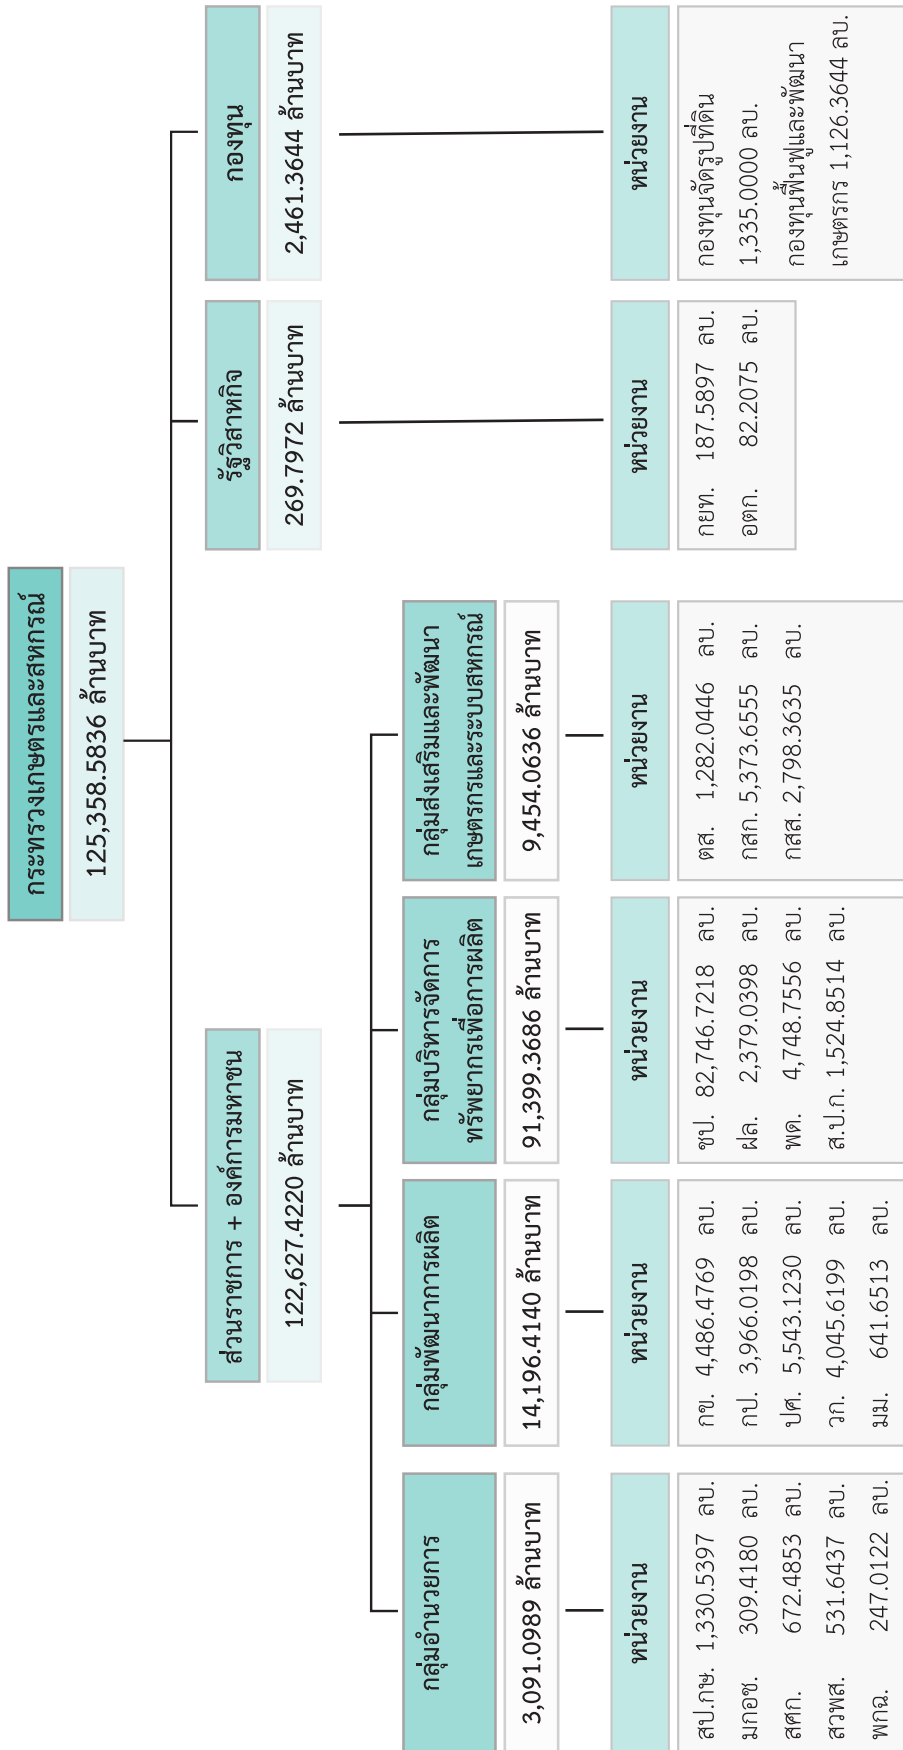 กระทรวงเกษตรและสหกรณ์
125,358.5836 ล้านบาท
ส่วนราชการ + องค์การมหาชน
122,627.4220 ล้านบาท
รัฐวิสาหกิจ
269.7972 ล้านบาท
กองทุน
2,461.3644 ล้านบาท
กลุ่มอำนวยการ
3,091.0989 ล้านบาท
กลุ่มพัฒนาการผลิต
14,196.4140 ล้านบาท
กลุ่มบริหารจัดการ
ทรัพยากรเพื่อการผลิต
91,399.3686 ล้านบาท
กลุ่มส่งเสริมและพัฒนา
เกษตรกรและระบบสหกรณ์
9,454.0636 ล้านบาท
หน่วยงาน
สป.กษ. 1,330.5397 ลบ.
มกอช. 309.4180 ลบ.
สศก. 672.4853 ลบ.
สวพส. 531.6437 ลบ.
พกฉ. 247.0122 ลบ.
หน่วยงาน
กข. 4,486.4769 ลบ.
กป. 3,966.0198 ลบ.
ปศ. 5,543.1230 ลบ.
วก. 4,045.6199 ลบ.
มม. 641.6513 ลบ.
หน่วยงาน
ชป. 82,746.7218 ลบ.
ฝล. 2,379.0398 ลบ.
พด. 4,748.7556 ลบ.
ส.ป.ก. 1,524.8514 ลบ.
หน่วยงาน
ตส. 1,282.0446 ลบ.
กสก. 5,373.6555 ลบ.
กสส. 2,798.3635 ลบ.
หน่วยงาน
กยท. 187.5897 ลบ.
อตก. 82.2075 ลบ.
หน่วยงาน
กองทุนจัดรูปที่ดิน
1,335.0000 ลบ.
กองทุนฟื้นฟูและพัฒนา
เกษตรกร 1,126.3644 ลบ.